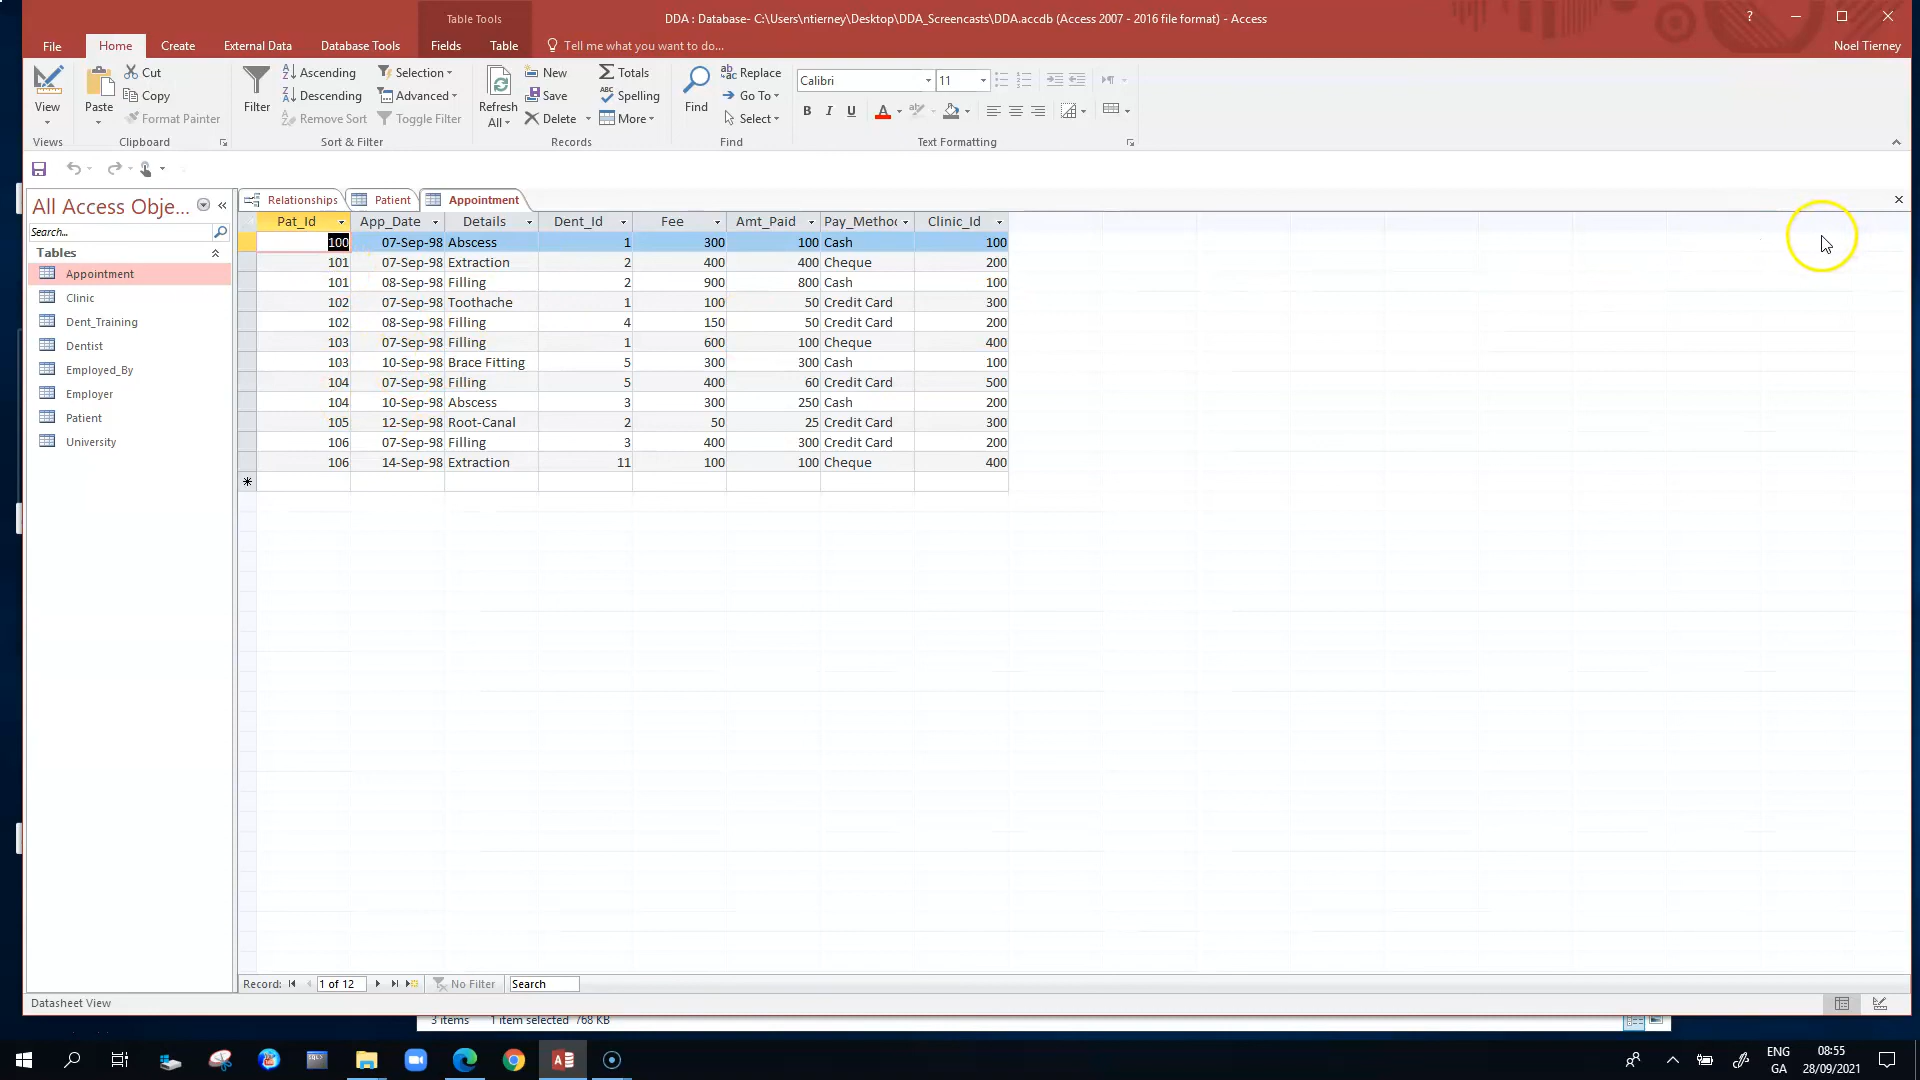 Table Tools
DDA : Database- C:\Users\ntierney\Desktop\DDA_Screencasts\DDA.accdb (Access 2007 - 2016 file format) - Access
?
File Home Create External Data Database Tools Fields Table Tell me what you want to do... Noel Tierney
View
Views
Paste
Cut
Copy
Format Painter
Clipboard
Filter
Ascending
Descending
Remove Sort
Selection
Advanced
Toggle Filter
Sort & Filter
Refresh
All
New
Save
Delete
Totals
Spelling
More
Records
Find
Replace
Go To
Select
Find
Calibri 11
B I U A
Text Formatting
All Access Obje...
Search...
Tables
Appointment
Clinic
Dent_Training
Dentist
Employed_By
Employer
Patient
University
Relationships Patient Appointment
Pat_Id App_Date Details Dent_Id Fee Amt_Paid Pay_Method Clinic_Id
100 07-Sep-98 Abscess 1 300 100 Cash 100
101 07-Sep-98 Extraction 2 400 400 Cheque 200
101 08-Sep-98 Filling 2 900 800 Cash 100
102 07-Sep-98 Toothache 1 100 50 Credit Card 300
102 08-Sep-98 Filling 4 150 50 Credit Card 200
103 07-Sep-98 Filling 1 600 100 Cheque 400
103 10-Sep-98 Brace Fitting 5 300 300 Cash 100
104 07-Sep-98 Filling 5 400 60 Credit Card 500
104 10-Sep-98 Abscess 3 300 250 Cash 200
105 12-Sep-98 Root-Canal 2 50 25 Credit Card 300
106 07-Sep-98 Filling 3 400 300 Credit Card 200
106 14-Sep-98 Extraction 11 100 100 Cheque 400
Record: 1 of 12 No Filter Search
Datasheet View
3 items 1 item selected 768 KB
ENG
GA
08:55
28/09/2021